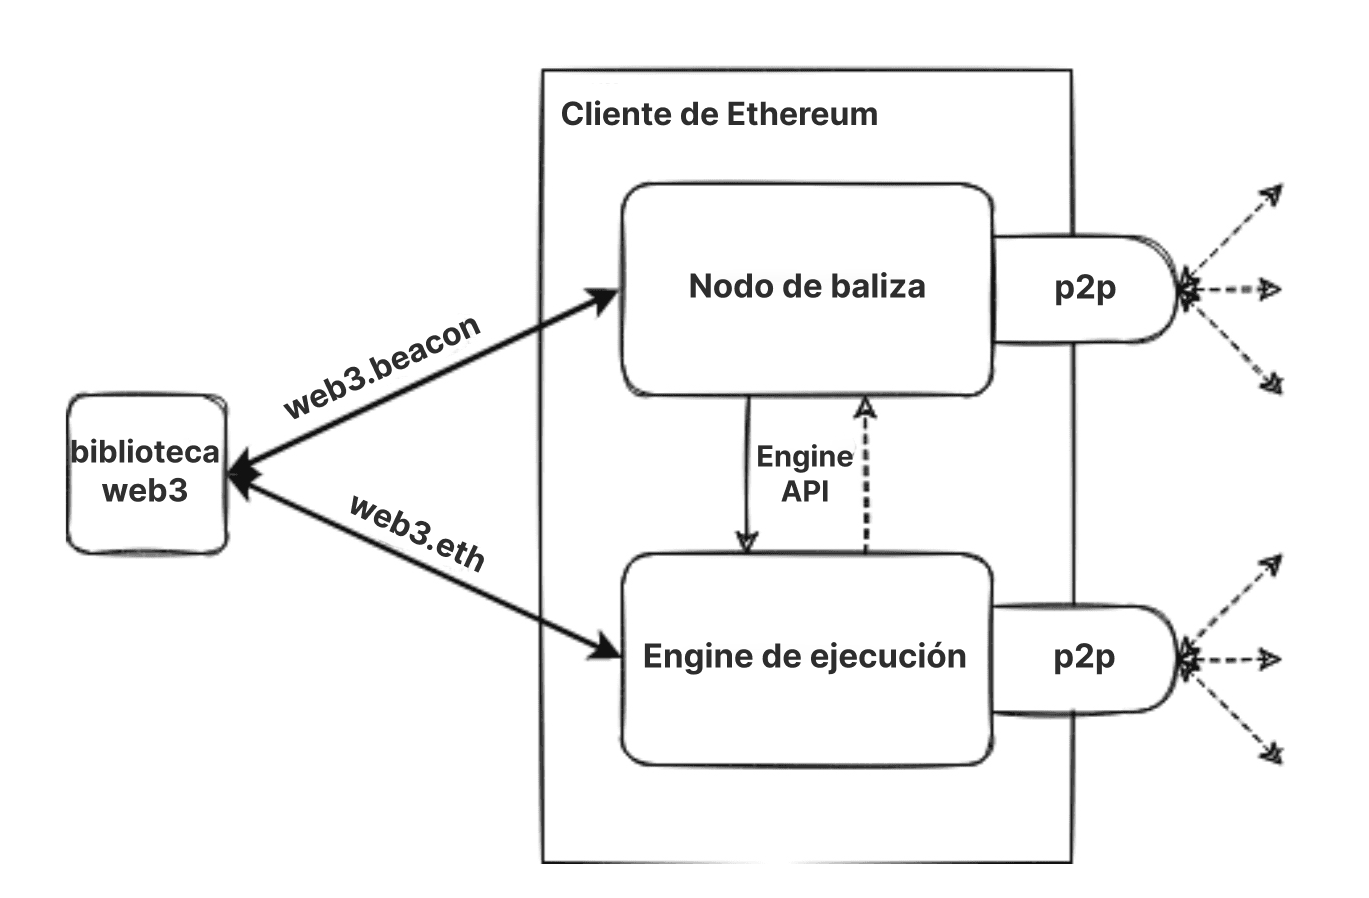 Cliente de Ethereum
Nodo de baliza
p2p
web3.beacon
biblioteca
web3
Engine
API
web3.eth
Engine de ejecución
p2p